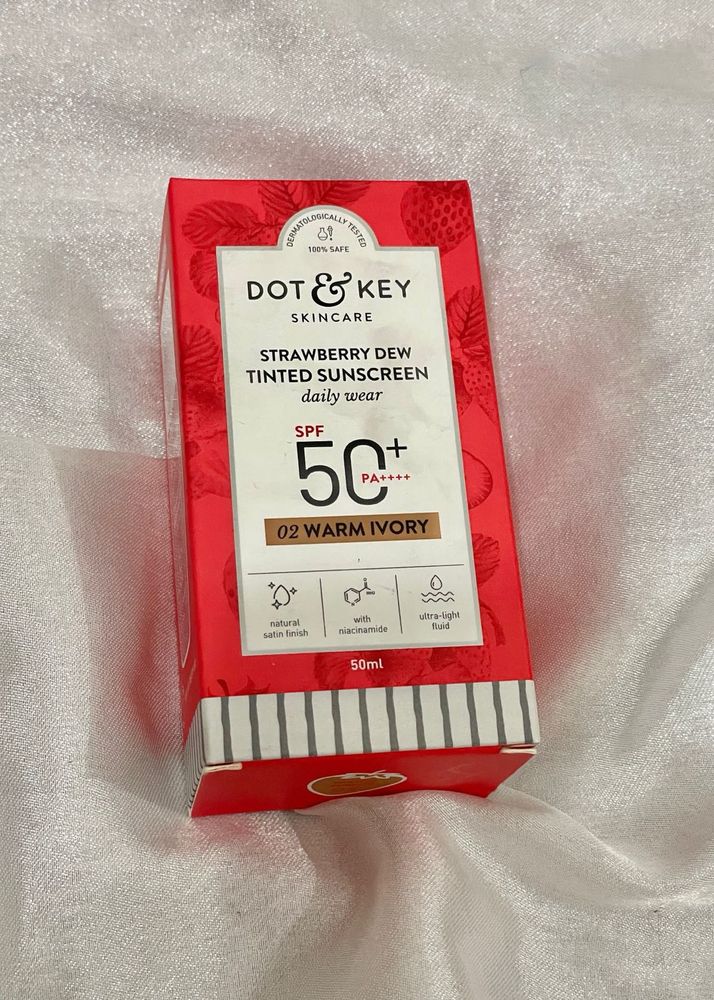 DERMATOLOGICALLY TESTED
100% SAFE
DOT & KEY
SKINCARE
STRAWBERRY DEW
TINTED SUNSCREEN
daily wear
SPF
50+
PA++++
02 WARM IVORY
natural
satin finish
with
niacinamide
ultra-light
fluid
50ml